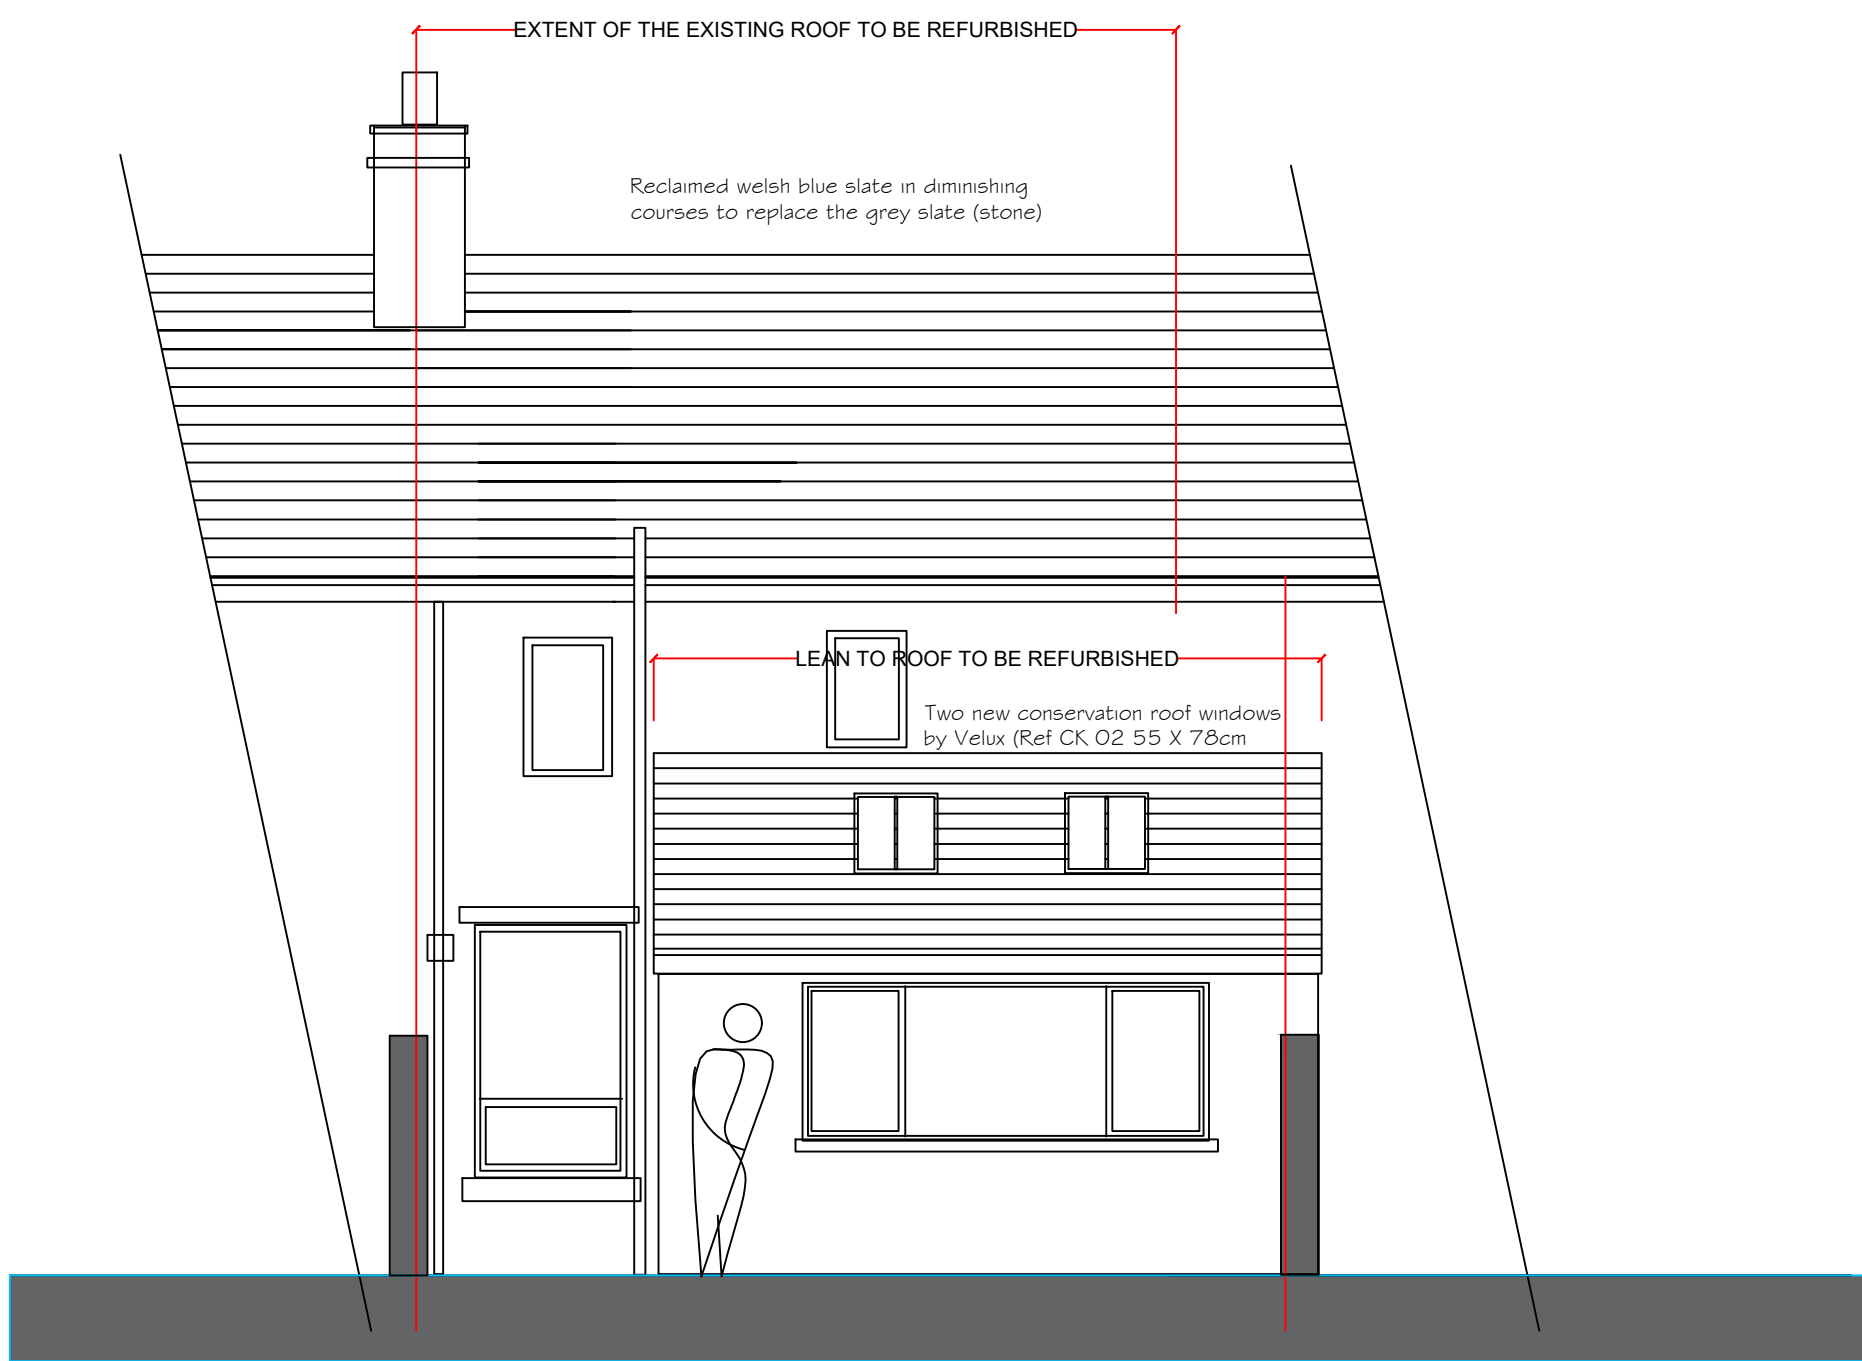 EXTENT OF THE EXISTING ROOF TO BE REFURBISHED
Reclaimed welsh blue slate in diminishing
courses to replace the grey slate (stone)
LEAN TO ROOF TO BE REFURBISHED
Two new conservation roof windows
by Velux (Ref CK 02 55 X 78cm